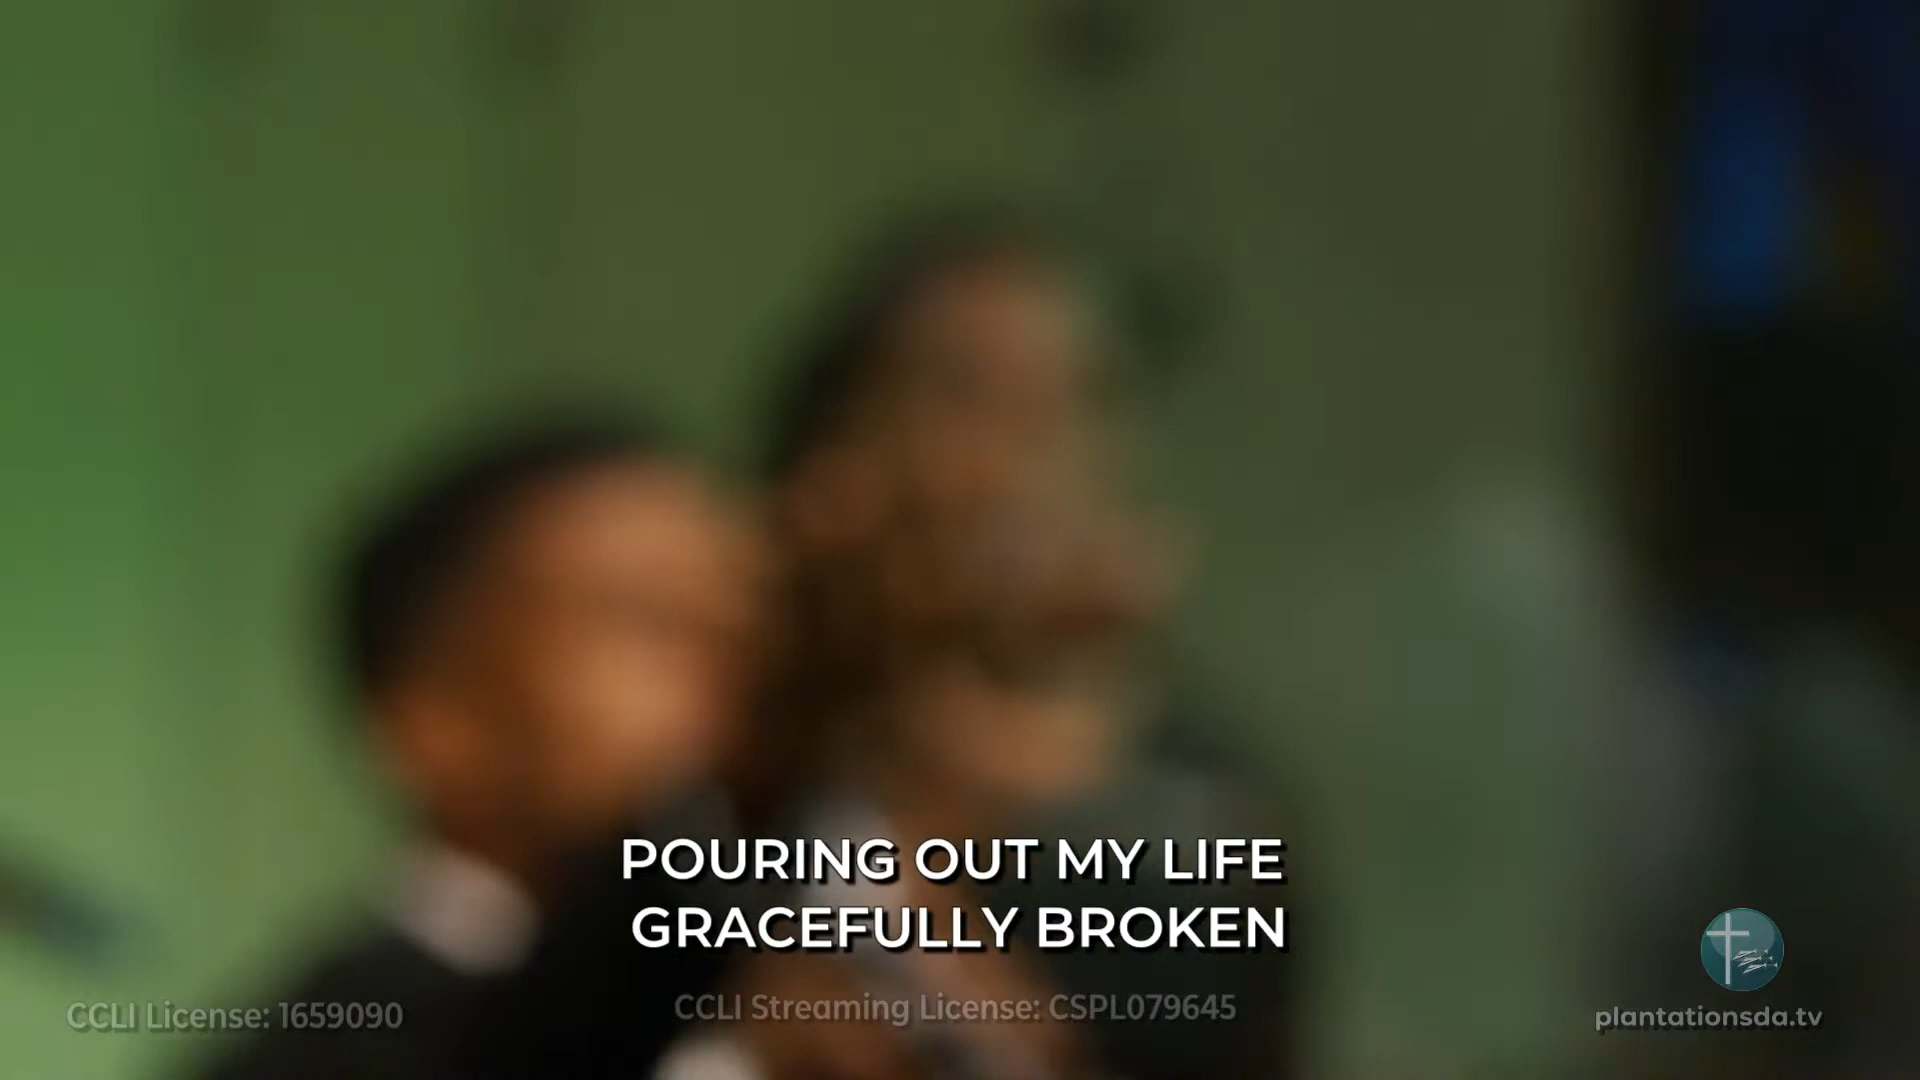 POURING OUT MY LIFE
GRACEFULLY BROKEN
CCLI License: 1659090
CCLI Streaming License: CSPL079645
plantationsda.tv